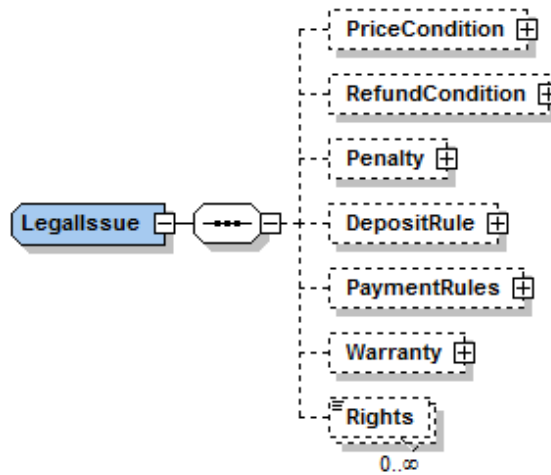 PriceCondition
RefundCondition
Penalty
LegalIssue
DepositRule
PaymentRules
Warranty
Rights
0..∞